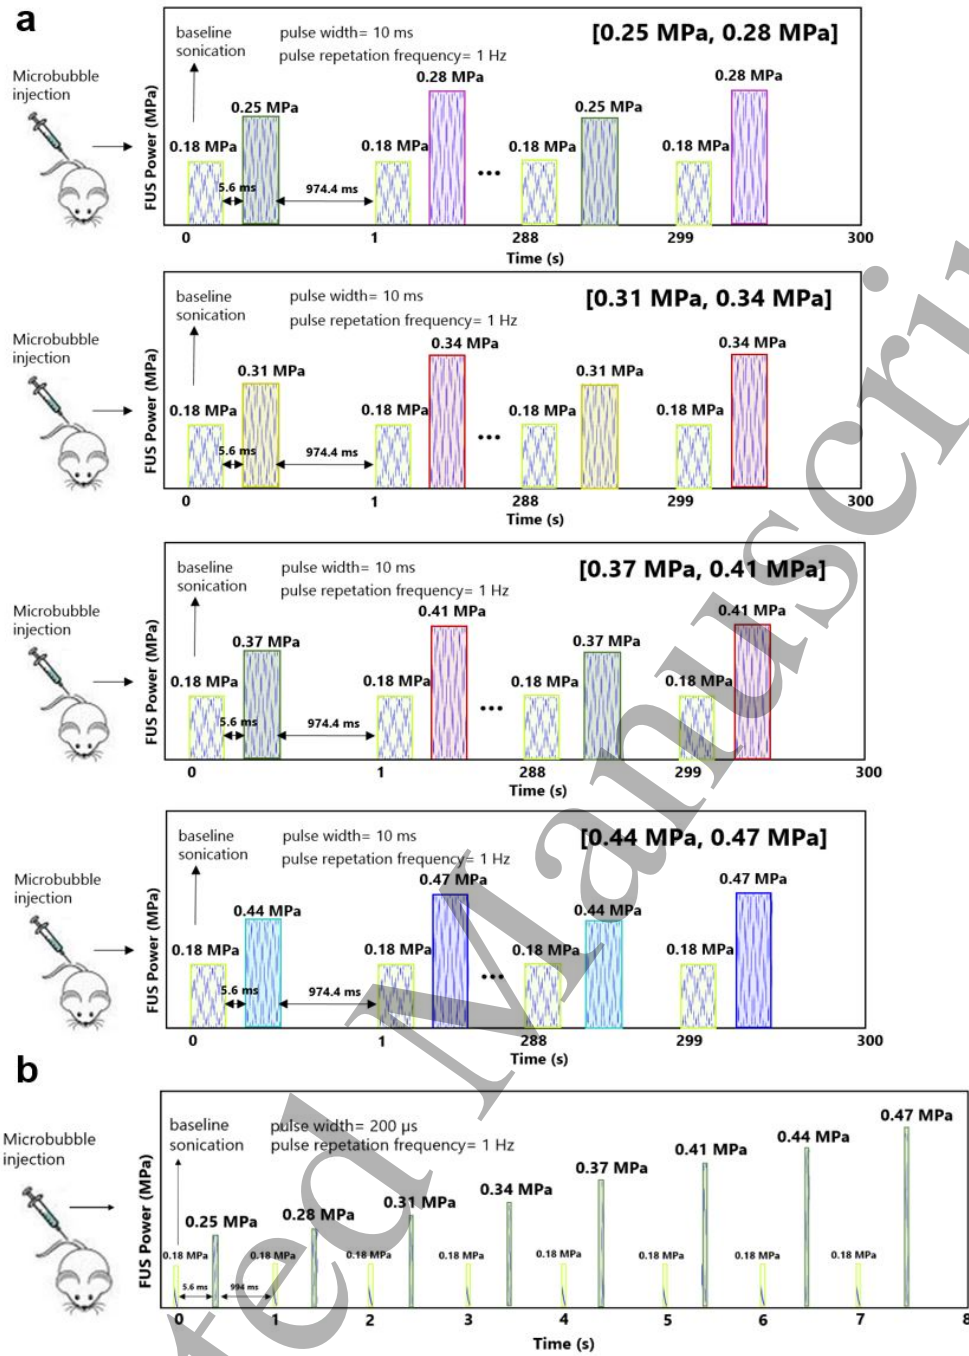 a
baseline
sonication
pulse width= 10 ms
pulse repetation frequency= 1 Hz
[0.25 MPa, 0.28 MPa]
Microbubble
injection
FUS Power (MPa)
0.18 MPa
0.25 MPa
0.18 MPa
0.28 MPa
...
0.18 MPa
0.25 MPa
0.18 MPa
0.28 MPa
5.6 ms
974.4 ms
0 1 288 299 300
Time (s)
baseline
sonication
pulse width= 10 ms
pulse repetation frequency= 1 Hz
[0.31 MPa, 0.34 MPa]
Microbubble
injection
FUS Power (MPa)
0.18 MPa
0.31 MPa
0.18 MPa
0.34 MPa
...
0.18 MPa
0.31 MPa
0.18 MPa
0.34 MPa
5.6 ms
974.4 ms
0 1 288 299 300
Time (s)
baseline
sonication
pulse width= 10 ms
pulse repetation frequency= 1 Hz
[0.37 MPa, 0.41 MPa]
Microbubble
injection
FUS Power (MPa)
0.18 MPa
0.37 MPa
0.18 MPa
0.41 MPa
...
0.18 MPa
0.37 MPa
0.18 MPa
0.41 MPa
5.6 ms
974.4 ms
0 1 288 299 300
Time (s)
baseline
sonication
pulse width= 10 ms
pulse repetation frequency= 1 Hz
[0.44 MPa, 0.47 MPa]
Microbubble
injection
FUS Power (MPa)
0.18 MPa
0.44 MPa
0.18 MPa
0.47 MPa
...
0.18 MPa
0.44 MPa
0.18 MPa
0.47 MPa
5.6 ms
974.4 ms
0 1 288 299 300
Time (s)
b
baseline
sonication
pulse width= 200 µs
pulse repetation frequency= 1 Hz
Microbubble
injection
FUS Power (MPa)
0.18 MPa
0.25 MPa
0.18 MPa
0.28 MPa
0.18 MPa
0.31 MPa
0.18 MPa
0.34 MPa
0.18 MPa
0.37 MPa
0.18 MPa
0.41 MPa
0.18 MPa
0.44 MPa
0.18 MPa
0.47 MPa
5.6 ms
994 ms
0 1 2 3 4 5 6 7 8
Time (s)
ted Manuscri